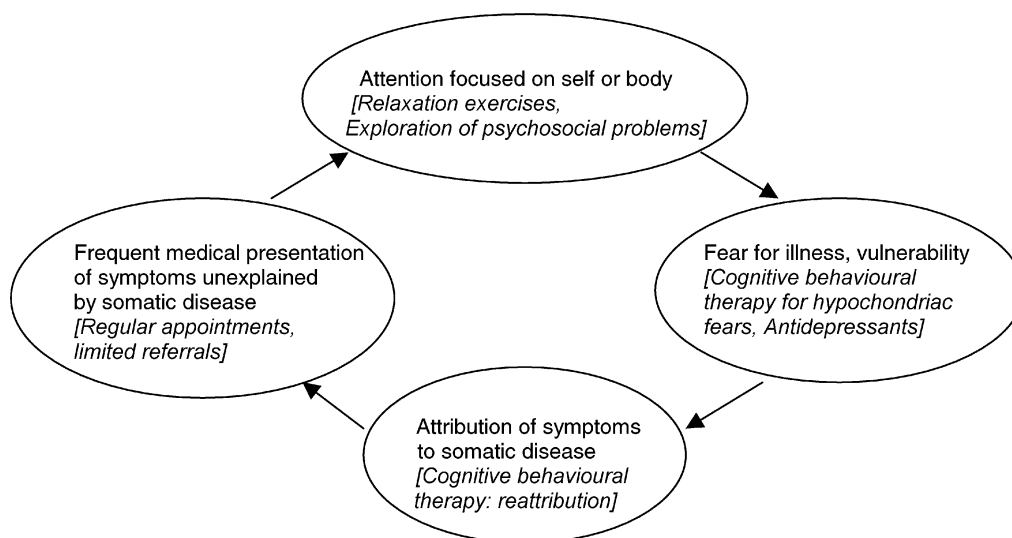 Attention focused on self or body
[Relaxation exercises,
Exploration of psychosocial problems]
Frequent medical presentation
of symptoms unexplained
by somatic disease
[Regular appointments,
limited referrals]
Fear for illness, vulnerability
[Cognitive behavioural
therapy for hypochondriac
fears, Antidepressants]
Attribution of symptoms
to somatic disease
[Cognitive behavioural
therapy: reattribution]